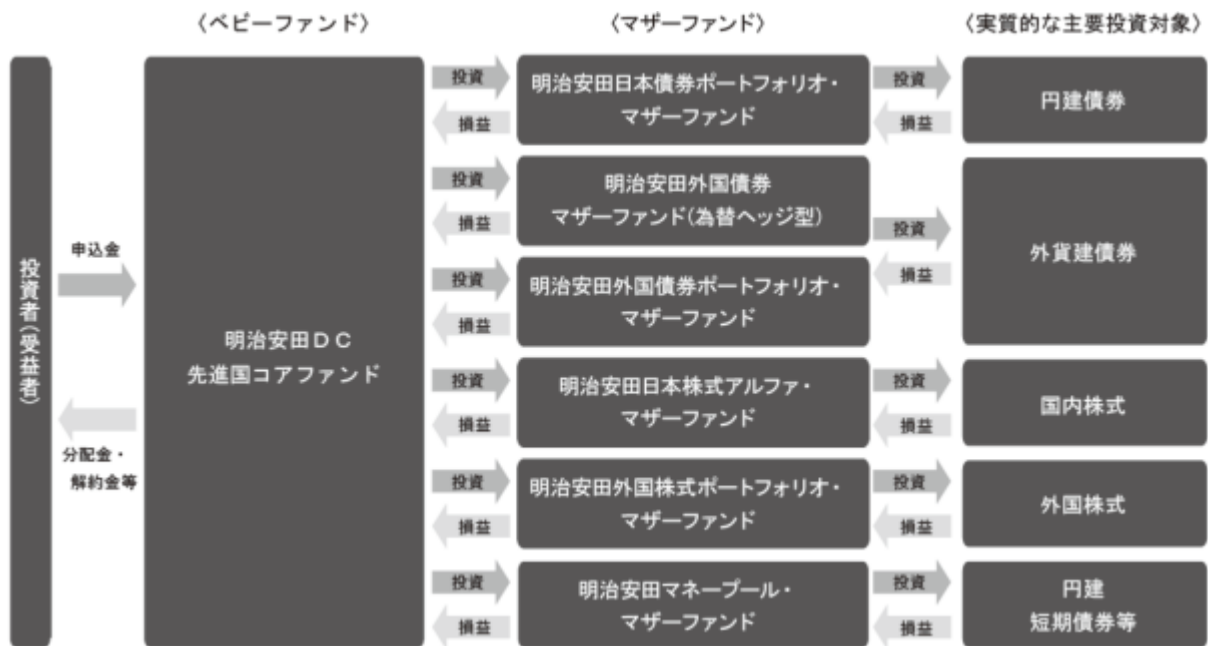 〈ベビーファンド〉
〈マザーファンド〉
〈実質的な主要投資対象〉
投資者(受益者)
申込金
分配金・
解約金等
明治安田DC
先進国コアファンド
投資
損益
明治安田日本債券ポートフォリオ・
マザーファンド
投資
損益
円建債券
投資
損益
明治安田外国債券
マザーファンド(為替ヘッジ型)
投資
損益
明治安田外国債券ポートフォリオ・
マザーファンド
投資
損益
外貨建債券
投資
損益
明治安田日本株式アルファ・
マザーファンド
投資
損益
国内株式
投資
損益
明治安田外国株式ポートフォリオ・
マザーファンド
投資
損益
外国株式
投資
損益
明治安田マネープール・
マザーファンド
投資
損益
円建
短期債券等